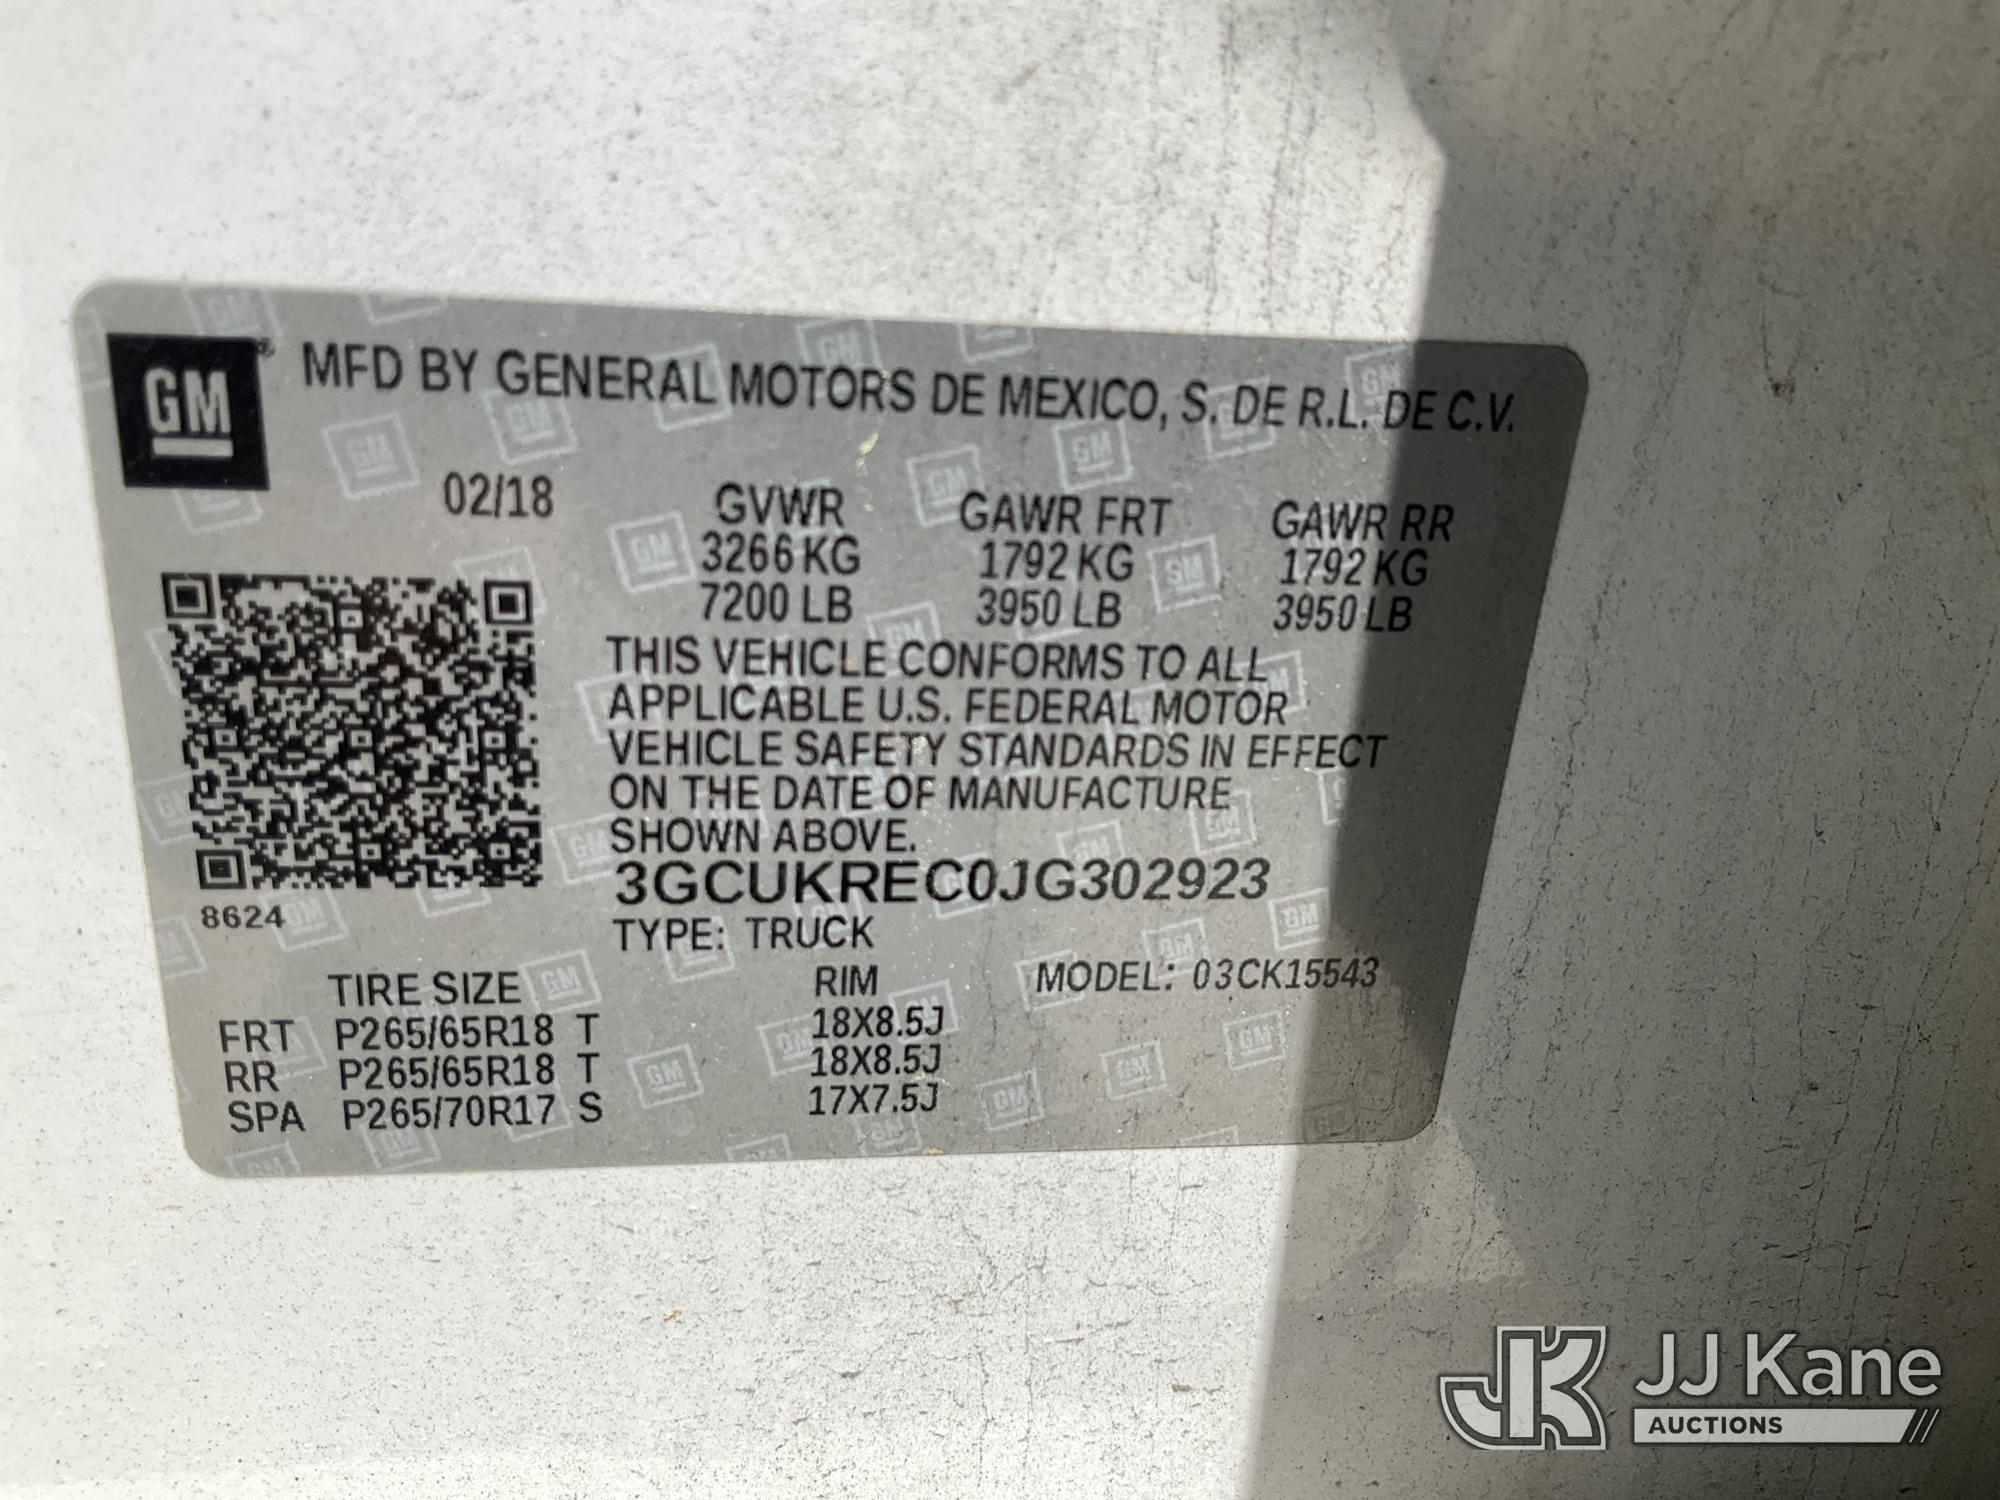 GM MFD BY GENERAL MOTORS DE MEXICO, S. DE R.L. DE C.V.
02/18 GVWR GAWR FRT GAWR RR
3266 KG 1792 KG 1792 KG
7200 LB 3950 LB 3950 LB
THIS VEHICLE CONFORMS TO ALL
APPLICABLE U.S. FEDERAL MOTOR
VEHICLE SAFETY STANDARDS IN EFFECT
ON THE DATE OF MANUFACTURE
SHOWN ABOVE.
3GCUKREC0JG302923
8624
TYPE: TRUCK
TIRE SIZE RIM MODEL: 03CK15543
FRT P265/65R18 T 18X8.5J
RR P265/65R18 T 18X8.5J
SPA P265/70R17 S 17X7.5J
JK JJ Kane
AUCTIONS